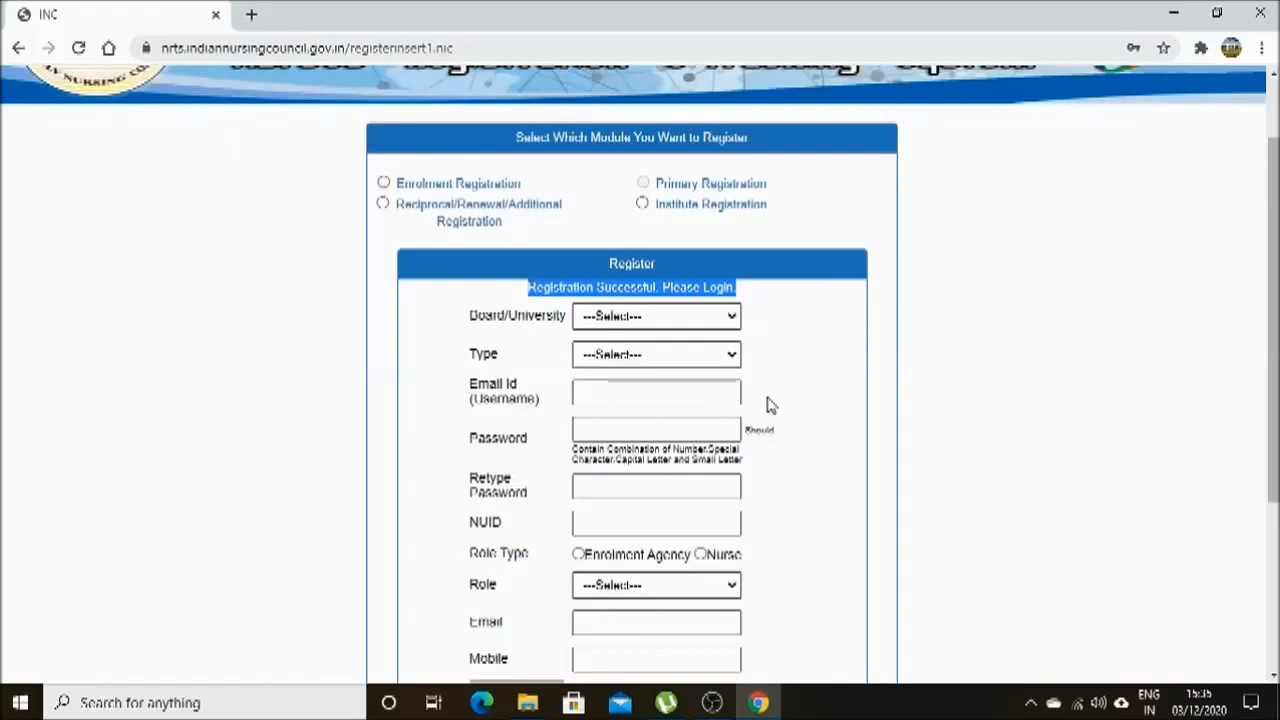 INC
nrts.indiannursingcouncil.gov.in/registerinsert1.nic
NURSING CO
Select Which Module You Want to Register
Enrolment Registration
Primary Registration
Reciprocal/Renewal/Additional
Registration
Institute Registration
Register
Registration Successful. Please Login.
Board/University
---Select---
Type
---Select---
Email Id
(Username)
Password
Should
Contain Combination of Number,Special
Character,Capital Letter and Small Letter
Retype
Password
NUID
Role Type
Enrolment Agency
Nurse
Role
---Select---
Email
Mobile
Search for anything
ENG
IN
15:35
03/12/2020